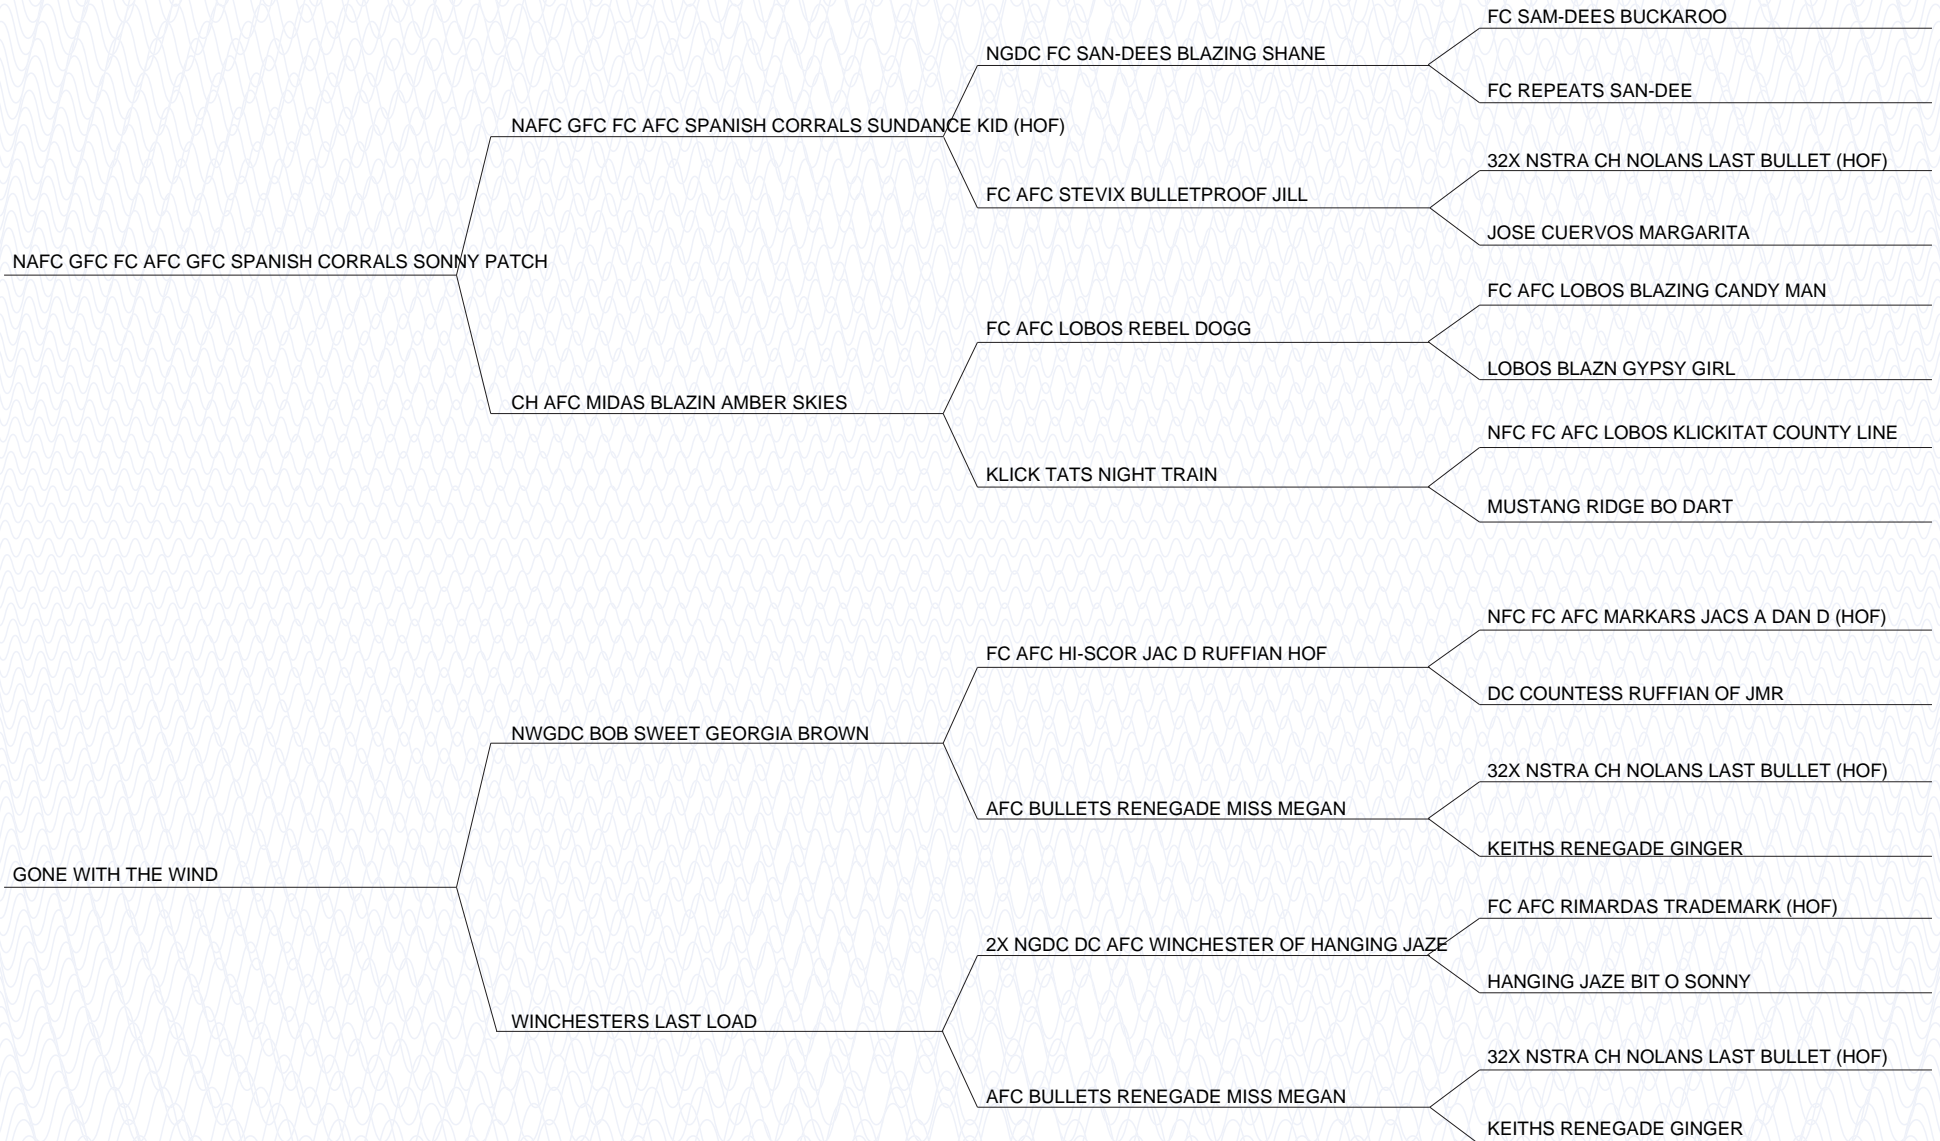 FC SAM-DEES BUCKAROO
NGDC FC SAN-DEES BLAZING SHANE
FC REPEATS SAN-DEE
NAFC GFC FC AFC SPANISH CORRALS SUNDANCE KID (HOF)
32X NSTRA CH NOLANS LAST BULLET (HOF)
FC AFC STEVIX BULLETPROOF JILL
JOSE CUERVOS MARGARITA
NAFC GFC FC AFC GFC SPANISH CORRALS SONNY PATCH
FC AFC LOBOS BLAZING CANDY MAN
FC AFC LOBOS REBEL DOGG
LOBOS BLAZN GYPSY GIRL
CH AFC MIDAS BLAZIN AMBER SKIES
NFC FC AFC LOBOS KLICKITAT COUNTY LINE
KLICK TATS NIGHT TRAIN
MUSTANG RIDGE BO DART
NFC FC AFC MARKARS JACS A DAN D (HOF)
FC AFC HI-SCOR JAC D RUFFIAN HOF
DC COUNTESS RUFFIAN OF JMR
NWGDC BOB SWEET GEORGIA BROWN
32X NSTRA CH NOLANS LAST BULLET (HOF)
AFC BULLETS RENEGADE MISS MEGAN
KEITHS RENEGADE GINGER
GONE WITH THE WIND
FC AFC RIMARDAS TRADEMARK (HOF)
2X NGDC DC AFC WINCHESTER OF HANGING JAZE
HANGING JAZE BIT O SONNY
WINCHESTERS LAST LOAD
32X NSTRA CH NOLANS LAST BULLET (HOF)
AFC BULLETS RENEGADE MISS MEGAN
KEITHS RENEGADE GINGER